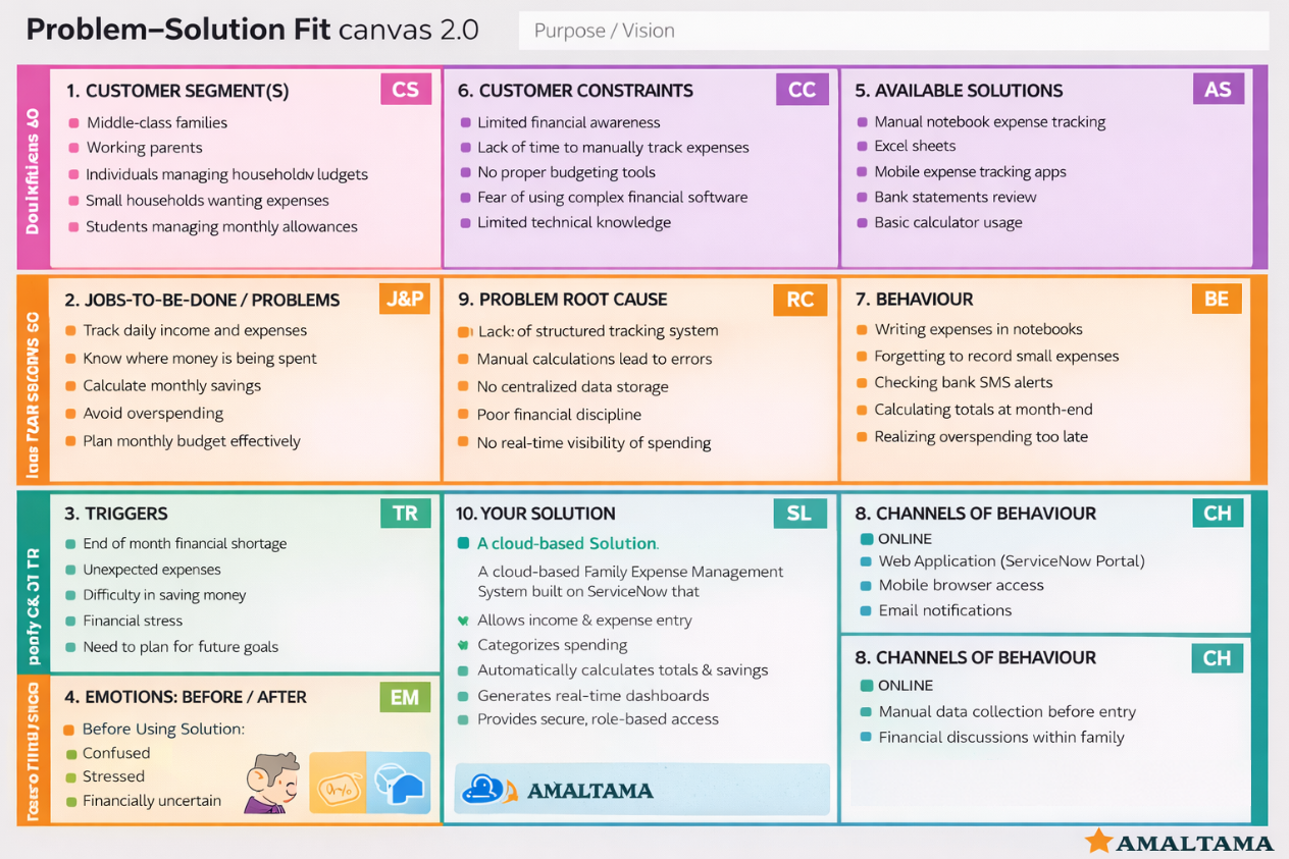 Problem–Solution Fit canvas 2.0
Purpose / Vision
1. CUSTOMER SEGMENT(S)
CS
Middle-class families
Working parents
Individuals managing householdv ludgets
Small households wanting expenses
Students managing monthly allowances
6. CUSTOMER CONSTRAINTS
CC
Limited financial awareness
Lack of time to manually track expenses
No proper budgeting tools
Fear of using complex financial software
Limited technical knowledge
5. AVAILABLE SOLUTIONS
AS
Manual notebook expense tracking
Excel sheets
Mobile expense tracking apps
Bank statements review
Basic calculator usage
2. JOBS-TO-BE-DONE / PROBLEMS
J&P
Track daily income and expenses
Know where money is being spent
Calculate monthly savings
Avoid overspending
Plan monthly budget effectively
9. PROBLEM ROOT CAUSE
RC
Lack: of structured tracking system
Manual calculations lead to errors
No centralized data storage
Poor financial discipline
No real-time visibility of spending
7. BEHAVIOUR
BE
Writing expenses in notebooks
Forgetting to record small expenses
Checking bank SMS alerts
Calculating totals at month-end
Realizing overspending too late
3. TRIGGERS
TR
End of month financial shortage
Unexpected expenses
Difficulty in saving money
Financial stress
Need to plan for future goals
4. EMOTIONS: BEFORE / AFTER
EM
Before Using Solution:
Confused
Stressed
Financially uncertain
10. YOUR SOLUTION
SL
A cloud-based Solution.
A cloud-based Family Expense Management
System built on ServiceNow that
Allows income & expense entry
Categorizes spending
Automatically calculates totals & savings
Generates real-time dashboards
Provides secure, role-based access
AMALTAMA
8. CHANNELS OF BEHAVIOUR
CH
ONLINE
Web Application (ServiceNow Portal)
Mobile browser access
Email notifications
8. CHANNELS OF BEHAVIOUR
CH
ONLINE
Manual data collection before entry
Financial discussions within family
AMALTAMA